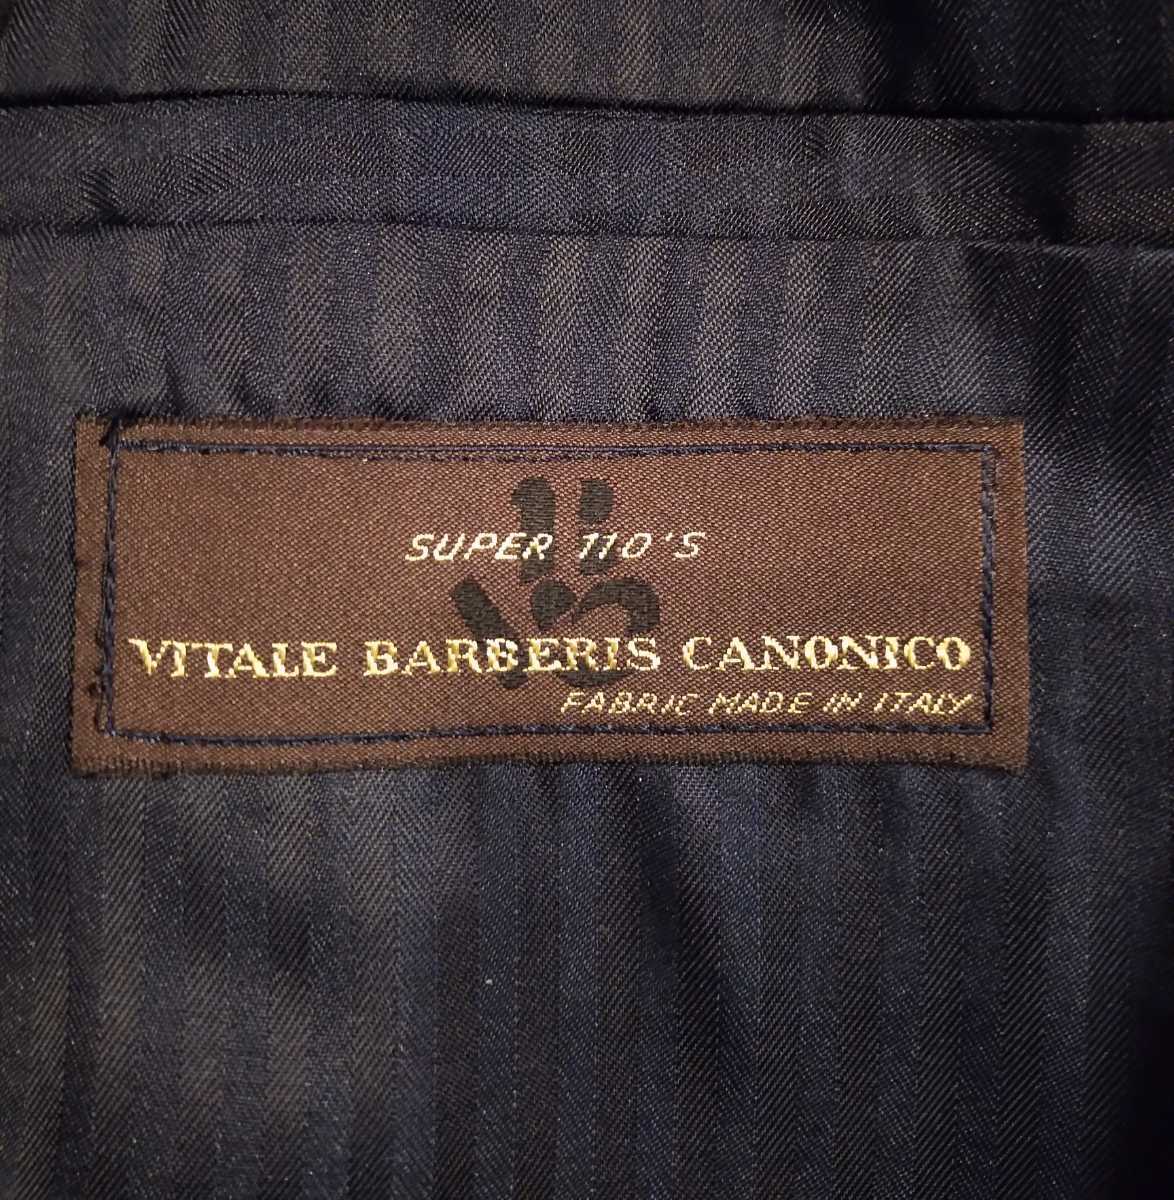 SUPER 110'S
VITALE BARBERIS CANONICO
FABRIC MADE IN ITALY